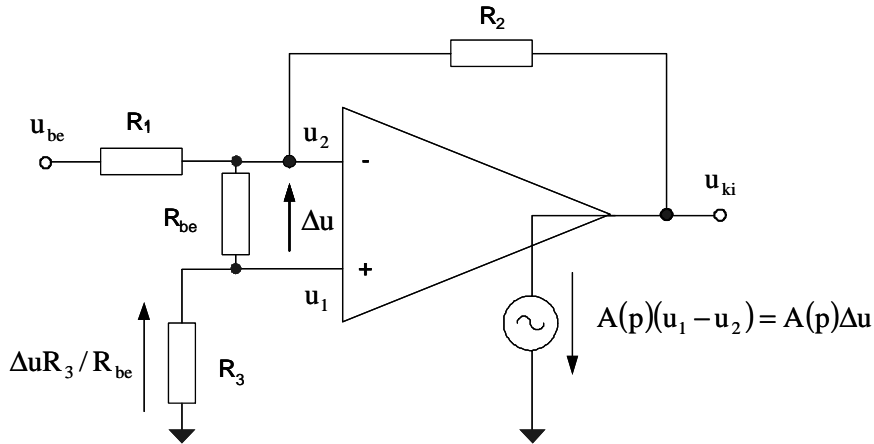 R₂
u_be
R₁
u₂
-
u_ki
R_be
Δu
+
u₁
A(p)(u₁ − u₂) = A(p)Δu
ΔuR₃ / R_be
R₃